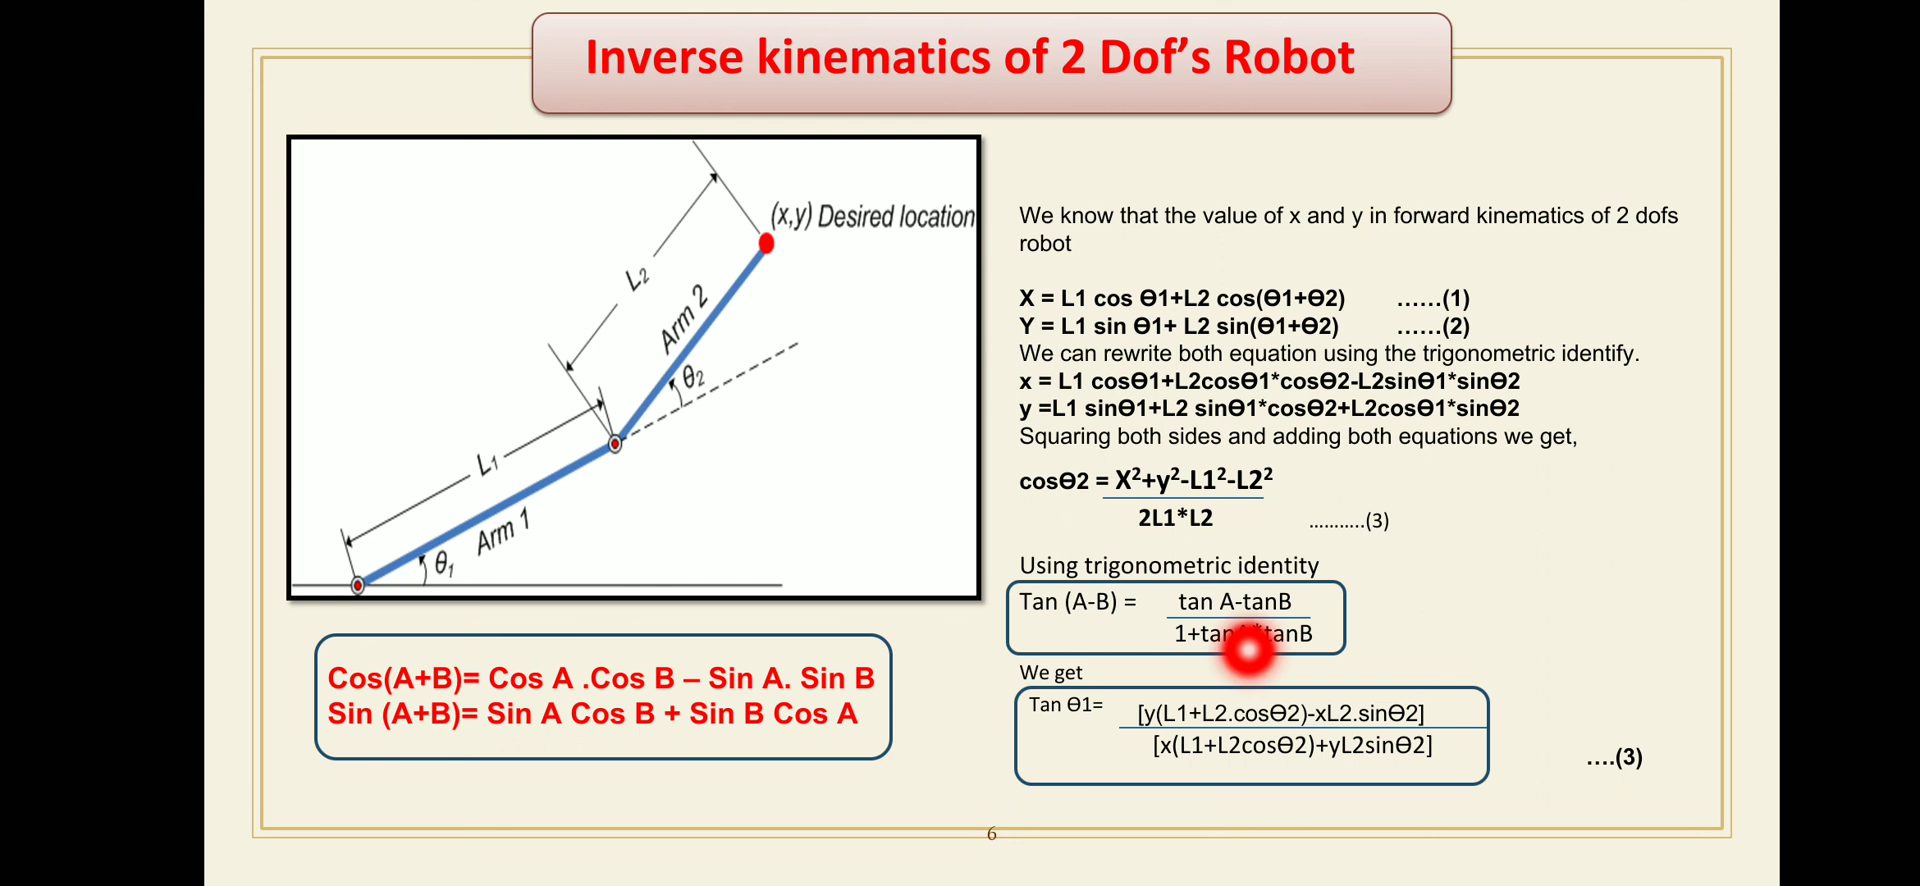 Inverse kinematics of 2 Dof’s Robot
(x,y) Desired location
L2
Arm 2
θ2
L1
Arm 1
θ1
Cos(A+B)= Cos A .Cos B – Sin A. Sin B
Sin (A+B)= Sin A Cos B + Sin B Cos A
We know that the value of x and y in forward kinematics of 2 dofs
robot
X = L1 cos Ө1+L2 cos(Ө1+Ө2) ......(1)
Y = L1 sin Ө1+ L2 sin(Ө1+Ө2) ......(2)
We can rewrite both equation using the trigonometric identify.
x = L1 cosӨ1+L2cosӨ1*cosӨ2-L2sinӨ1*sinӨ2
y =L1 sinӨ1+L2 sinӨ1*cosӨ2+L2cosӨ1*sinӨ2
Squaring both sides and adding both equations we get,
cosӨ2 = X²+y²-L1²-L2²
2L1*L2 ...........(3)
Using trigonometric identity
Tan (A-B) = tan A-tanB
1+tan tanB
We get
Tan Ө1= [y(L1+L2.cosӨ2)-xL2.sinӨ2]
[x(L1+L2cosӨ2)+yL2sinӨ2]
....(3)
6